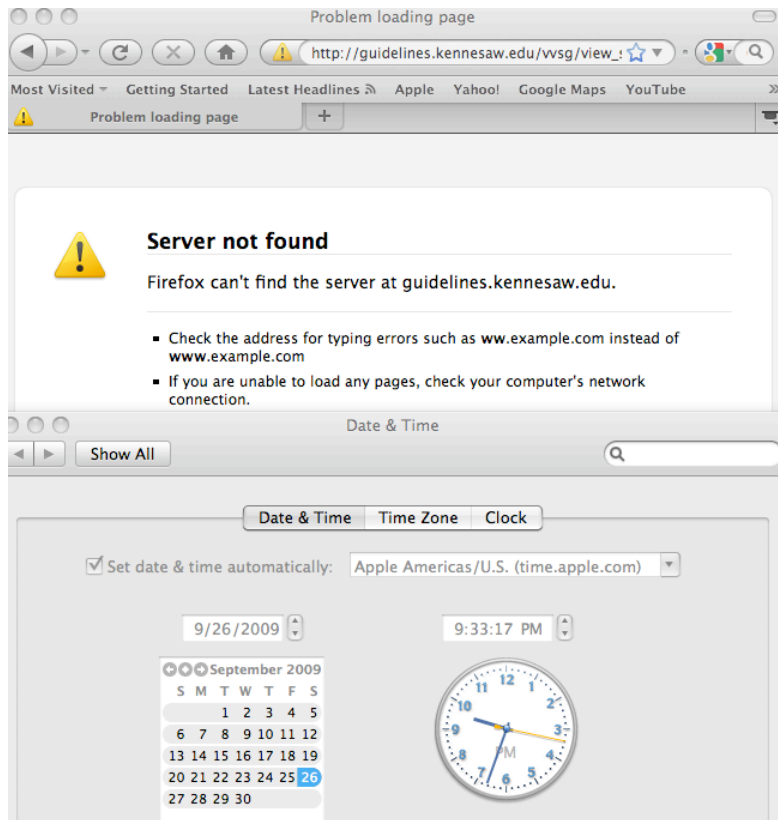 Problem loading page
http://guidelines.kennesaw.edu/vvsg/view_
Most Visited Getting Started Latest Headlines Apple Yahoo! Google Maps YouTube »
Problem loading page +
Server not found
Firefox can't find the server at guidelines.kennesaw.edu.
Check the address for typing errors such as ww.example.com instead of
www.example.com
If you are unable to load any pages, check your computer's network
connection.
Date & Time
Show All
Date & Time Time Zone Clock
Set date & time automatically: Apple Americas/U.S. (time.apple.com)
9/26/2009 9:33:17 PM
September 2009
S M T W T F S
1 2 3 4 5
6 7 8 9 10 11 12
13 14 15 16 17 18 19
20 21 22 23 24 25 26
27 28 29 30
12 1 2 3 4 5 6 7 8 9 10 11
PM